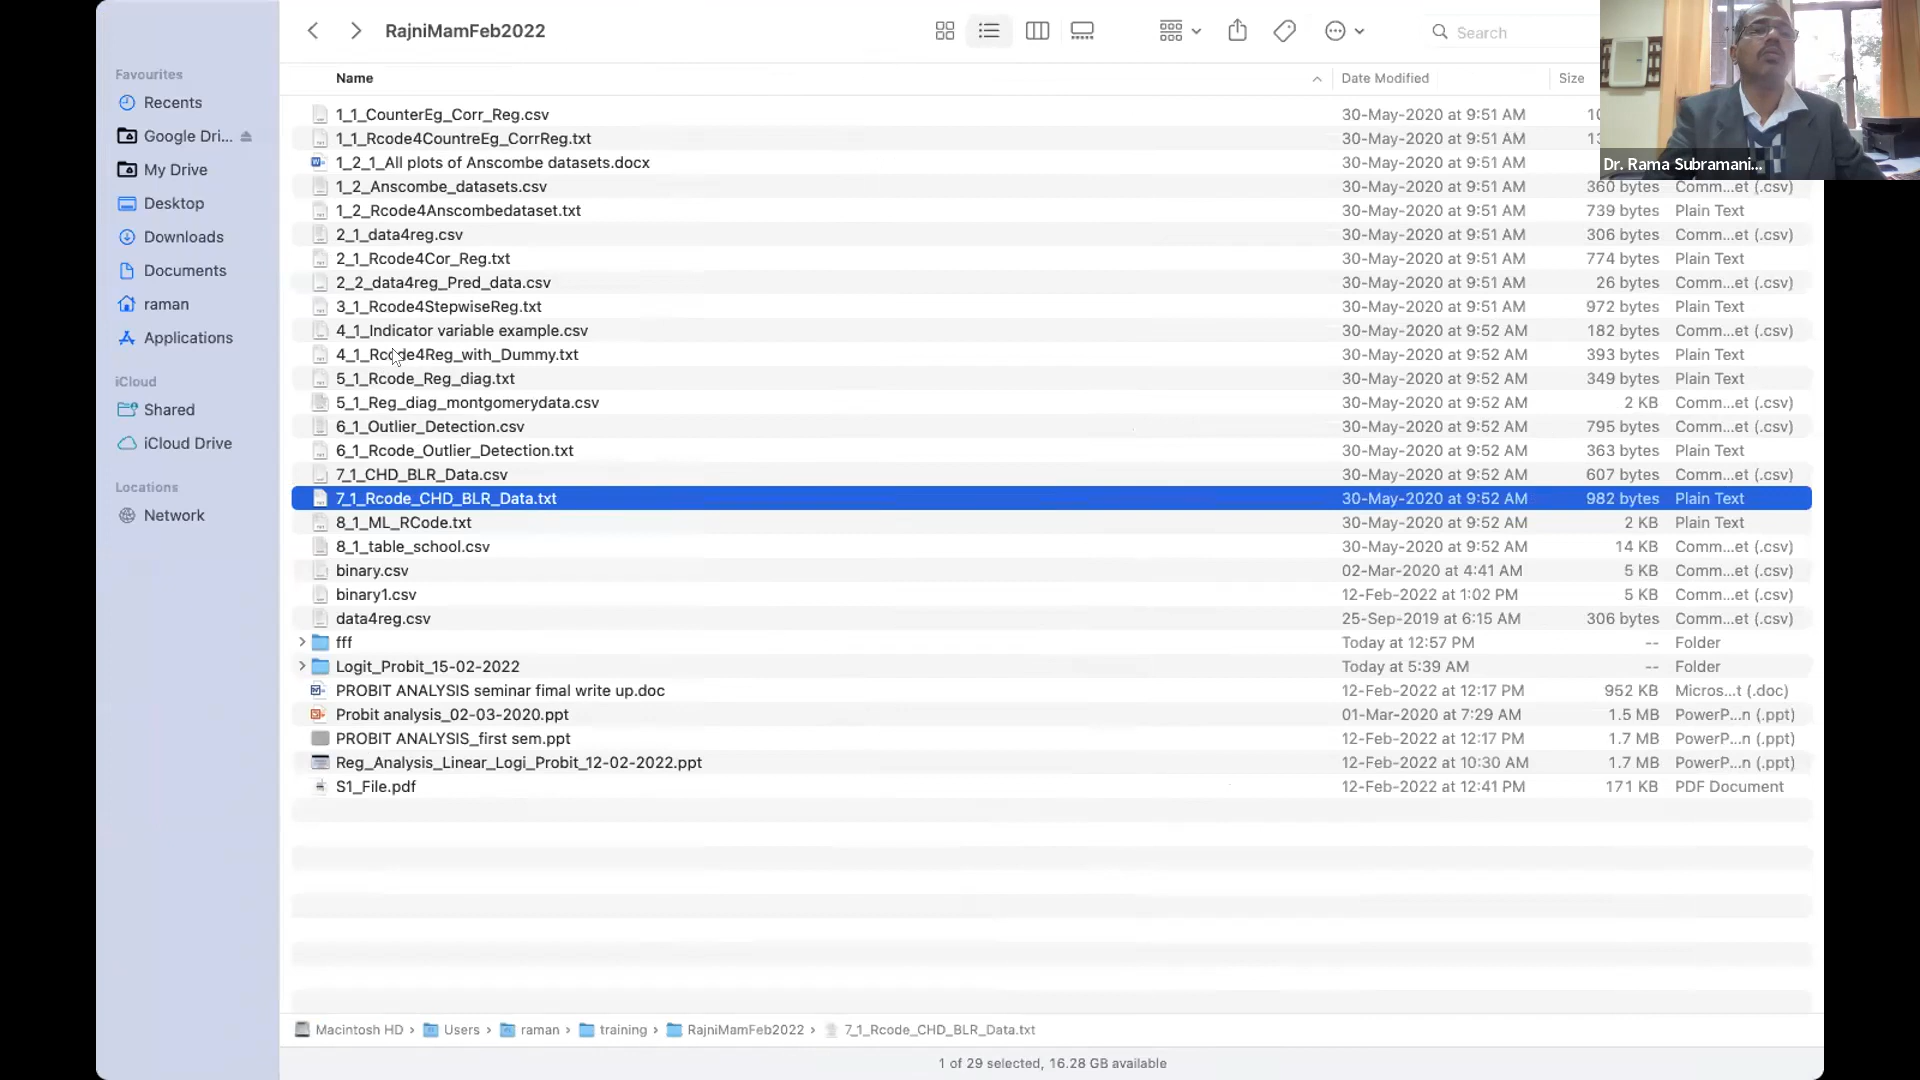 RajniMamFeb2022
Search
Favourites
Recents
Google Dri...
My Drive
Desktop
Downloads
Documents
raman
Applications
iCloud
Shared
iCloud Drive
Locations
Network
Name Date Modified Size
1_1_CounterEg_Corr_Reg.csv 30-May-2020 at 9:51 AM
1_1_Rcode4CountreEg_CorrReg.txt 30-May-2020 at 9:51 AM
1_2_1_All plots of Anscombe datasets.docx 30-May-2020 at 9:51 AM
Dr. Rama Subramani...
1_2_Anscombe_datasets.csv 30-May-2020 at 9:51 AM 360 bytes Comm...et (.csv)
1_2_Rcode4Anscombedataset.txt 30-May-2020 at 9:51 AM 739 bytes Plain Text
2_1_data4reg.csv 30-May-2020 at 9:51 AM 306 bytes Comm...et (.csv)
2_1_Rcode4Cor_Reg.txt 30-May-2020 at 9:51 AM 774 bytes Plain Text
2_2_data4reg_Pred_data.csv 30-May-2020 at 9:51 AM 26 bytes Comm...et (.csv)
3_1_Rcode4StepwiseReg.txt 30-May-2020 at 9:51 AM 972 bytes Plain Text
4_1_Indicator variable example.csv 30-May-2020 at 9:52 AM 182 bytes Comm...et (.csv)
4_1_Rcode4Reg_with_Dummy.txt 30-May-2020 at 9:52 AM 393 bytes Plain Text
5_1_Rcode_Reg_diag.txt 30-May-2020 at 9:52 AM 349 bytes Plain Text
5_1_Reg_diag_montgomerydata.csv 30-May-2020 at 9:52 AM 2 KB Comm...et (.csv)
6_1_Outlier_Detection.csv 30-May-2020 at 9:52 AM 795 bytes Comm...et (.csv)
6_1_Rcode_Outlier_Detection.txt 30-May-2020 at 9:52 AM 363 bytes Plain Text
7_1_CHD_BLR_Data.csv 30-May-2020 at 9:52 AM 607 bytes Comm...et (.csv)
7_1_Rcode_CHD_BLR_Data.txt 30-May-2020 at 9:52 AM 982 bytes Plain Text
8_1_ML_RCode.txt 30-May-2020 at 9:52 AM 2 KB Plain Text
8_1_table_school.csv 30-May-2020 at 9:52 AM 14 KB Comm...et (.csv)
binary.csv 02-Mar-2020 at 4:41 AM 5 KB Comm...et (.csv)
binary1.csv 12-Feb-2022 at 1:02 PM 5 KB Comm...et (.csv)
data4reg.csv 25-Sep-2019 at 6:15 AM 306 bytes Comm...et (.csv)
fff Today at 12:57 PM -- Folder
Logit_Probit_15-02-2022 Today at 5:39 AM -- Folder
PROBIT ANALYSIS seminar fimal write up.doc 12-Feb-2022 at 12:17 PM 952 KB Micros...t (.doc)
Probit analysis_02-03-2020.ppt 01-Mar-2020 at 7:29 AM 1.5 MB PowerP...n (.ppt)
PROBIT ANALYSIS_first sem.ppt 12-Feb-2022 at 12:17 PM 1.7 MB PowerP...n (.ppt)
Reg_Analysis_Linear_Logi_Probit_12-02-2022.ppt 12-Feb-2022 at 10:30 AM 1.7 MB PowerP...n (.ppt)
S1_File.pdf 12-Feb-2022 at 12:41 PM 171 KB PDF Document
Macintosh HD › Users › raman › training › RajniMamFeb2022 › 7_1_Rcode_CHD_BLR_Data.txt
1 of 29 selected, 16.28 GB available